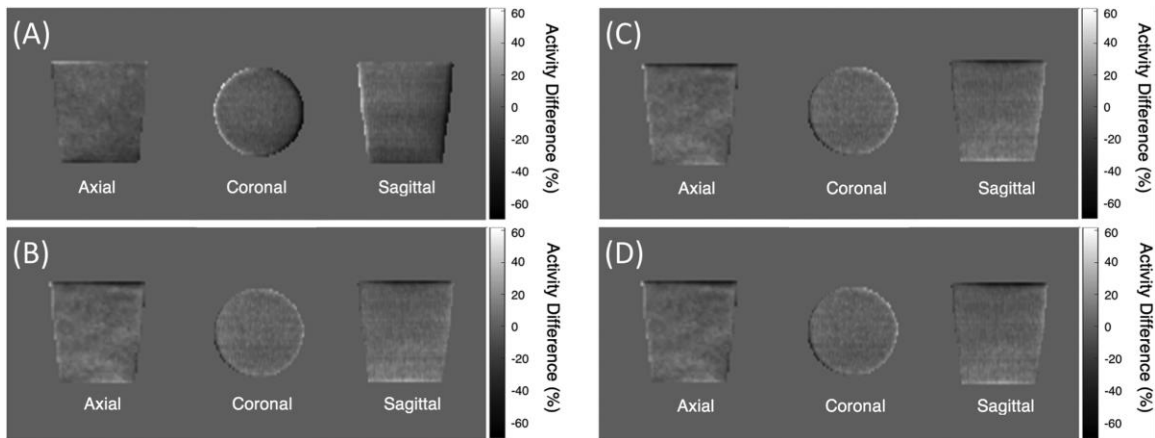 (A)
Axial
Coronal
Sagittal
60
40
20
0
-20
-40
-60
Activity Difference (%)
(C)
Axial
Coronal
Sagittal
60
40
20
0
-20
-40
-60
Activity Difference (%)
(B)
Axial
Coronal
Sagittal
60
40
20
0
-20
-40
-60
Activity Difference (%)
(D)
Axial
Coronal
Sagittal
60
40
20
0
-20
-40
-60
Activity Difference (%)